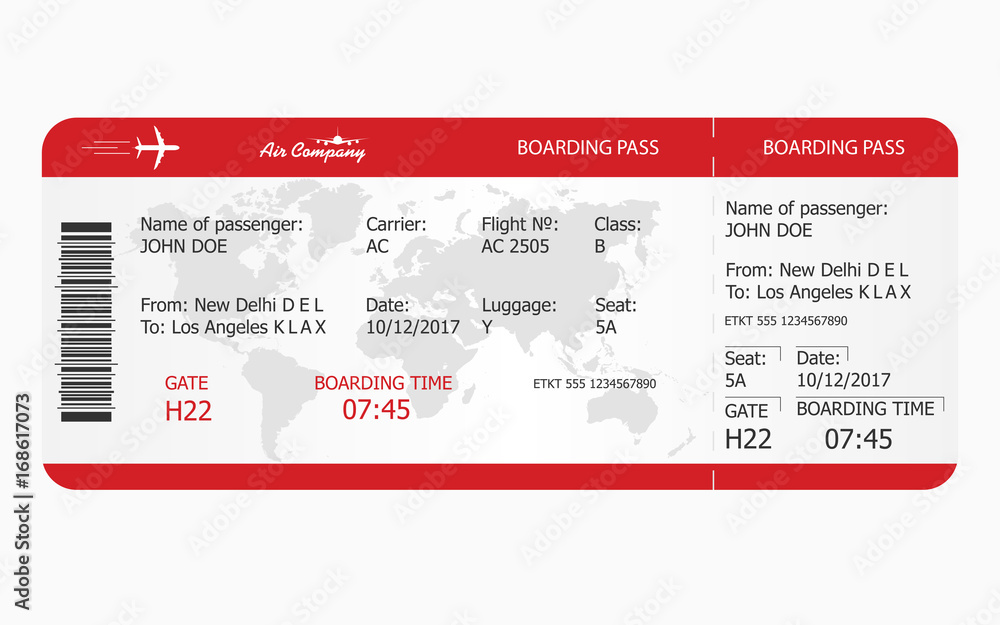 Air Company
BOARDING PASS
BOARDING PASS
Name of passenger:
JOHN DOE
Carrier:
AC
Flight Nº:
AC 2505
Class:
B
From: New Delhi D E L
To: Los Angeles K L A X
Date:
10/12/2017
Luggage:
Y
Seat:
5A
GATE
H22
BOARDING TIME
07:45
ETKT 555 1234567890
Name of passenger:
JOHN DOE
From: New Delhi D E L
To: Los Angeles K L A X
ETKT 555 1234567890
Seat:
5A
Date:
10/12/2017
GATE
H22
BOARDING TIME
07:45
Adobe Stock | #168617073
Adobe Stock